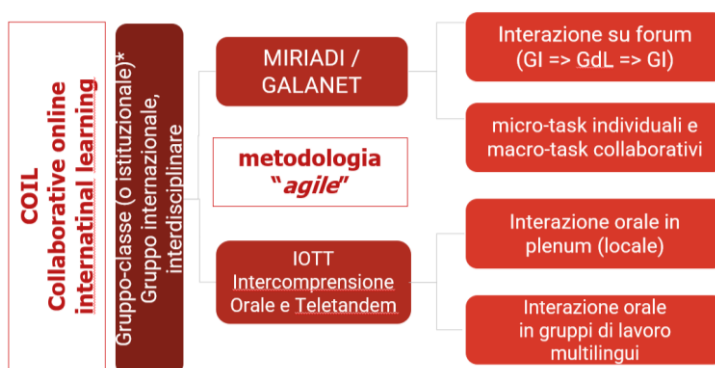 COIL
Collaborative online
internatinal learning
Gruppo-classe (o istituzionale)*
Gruppo internazionale,
interdisciplinare
MIRIADI /
GALANET
metodologia
"agile"
IOTT
Intercomprensione
Orale e Teletandem
Interazione su forum
(GI => GdL => GI)
micro-task individuali e
macro-task collaborativi
Interazione orale in
plenum (locale)
Interazione orale
in gruppi di lavoro
multilingui